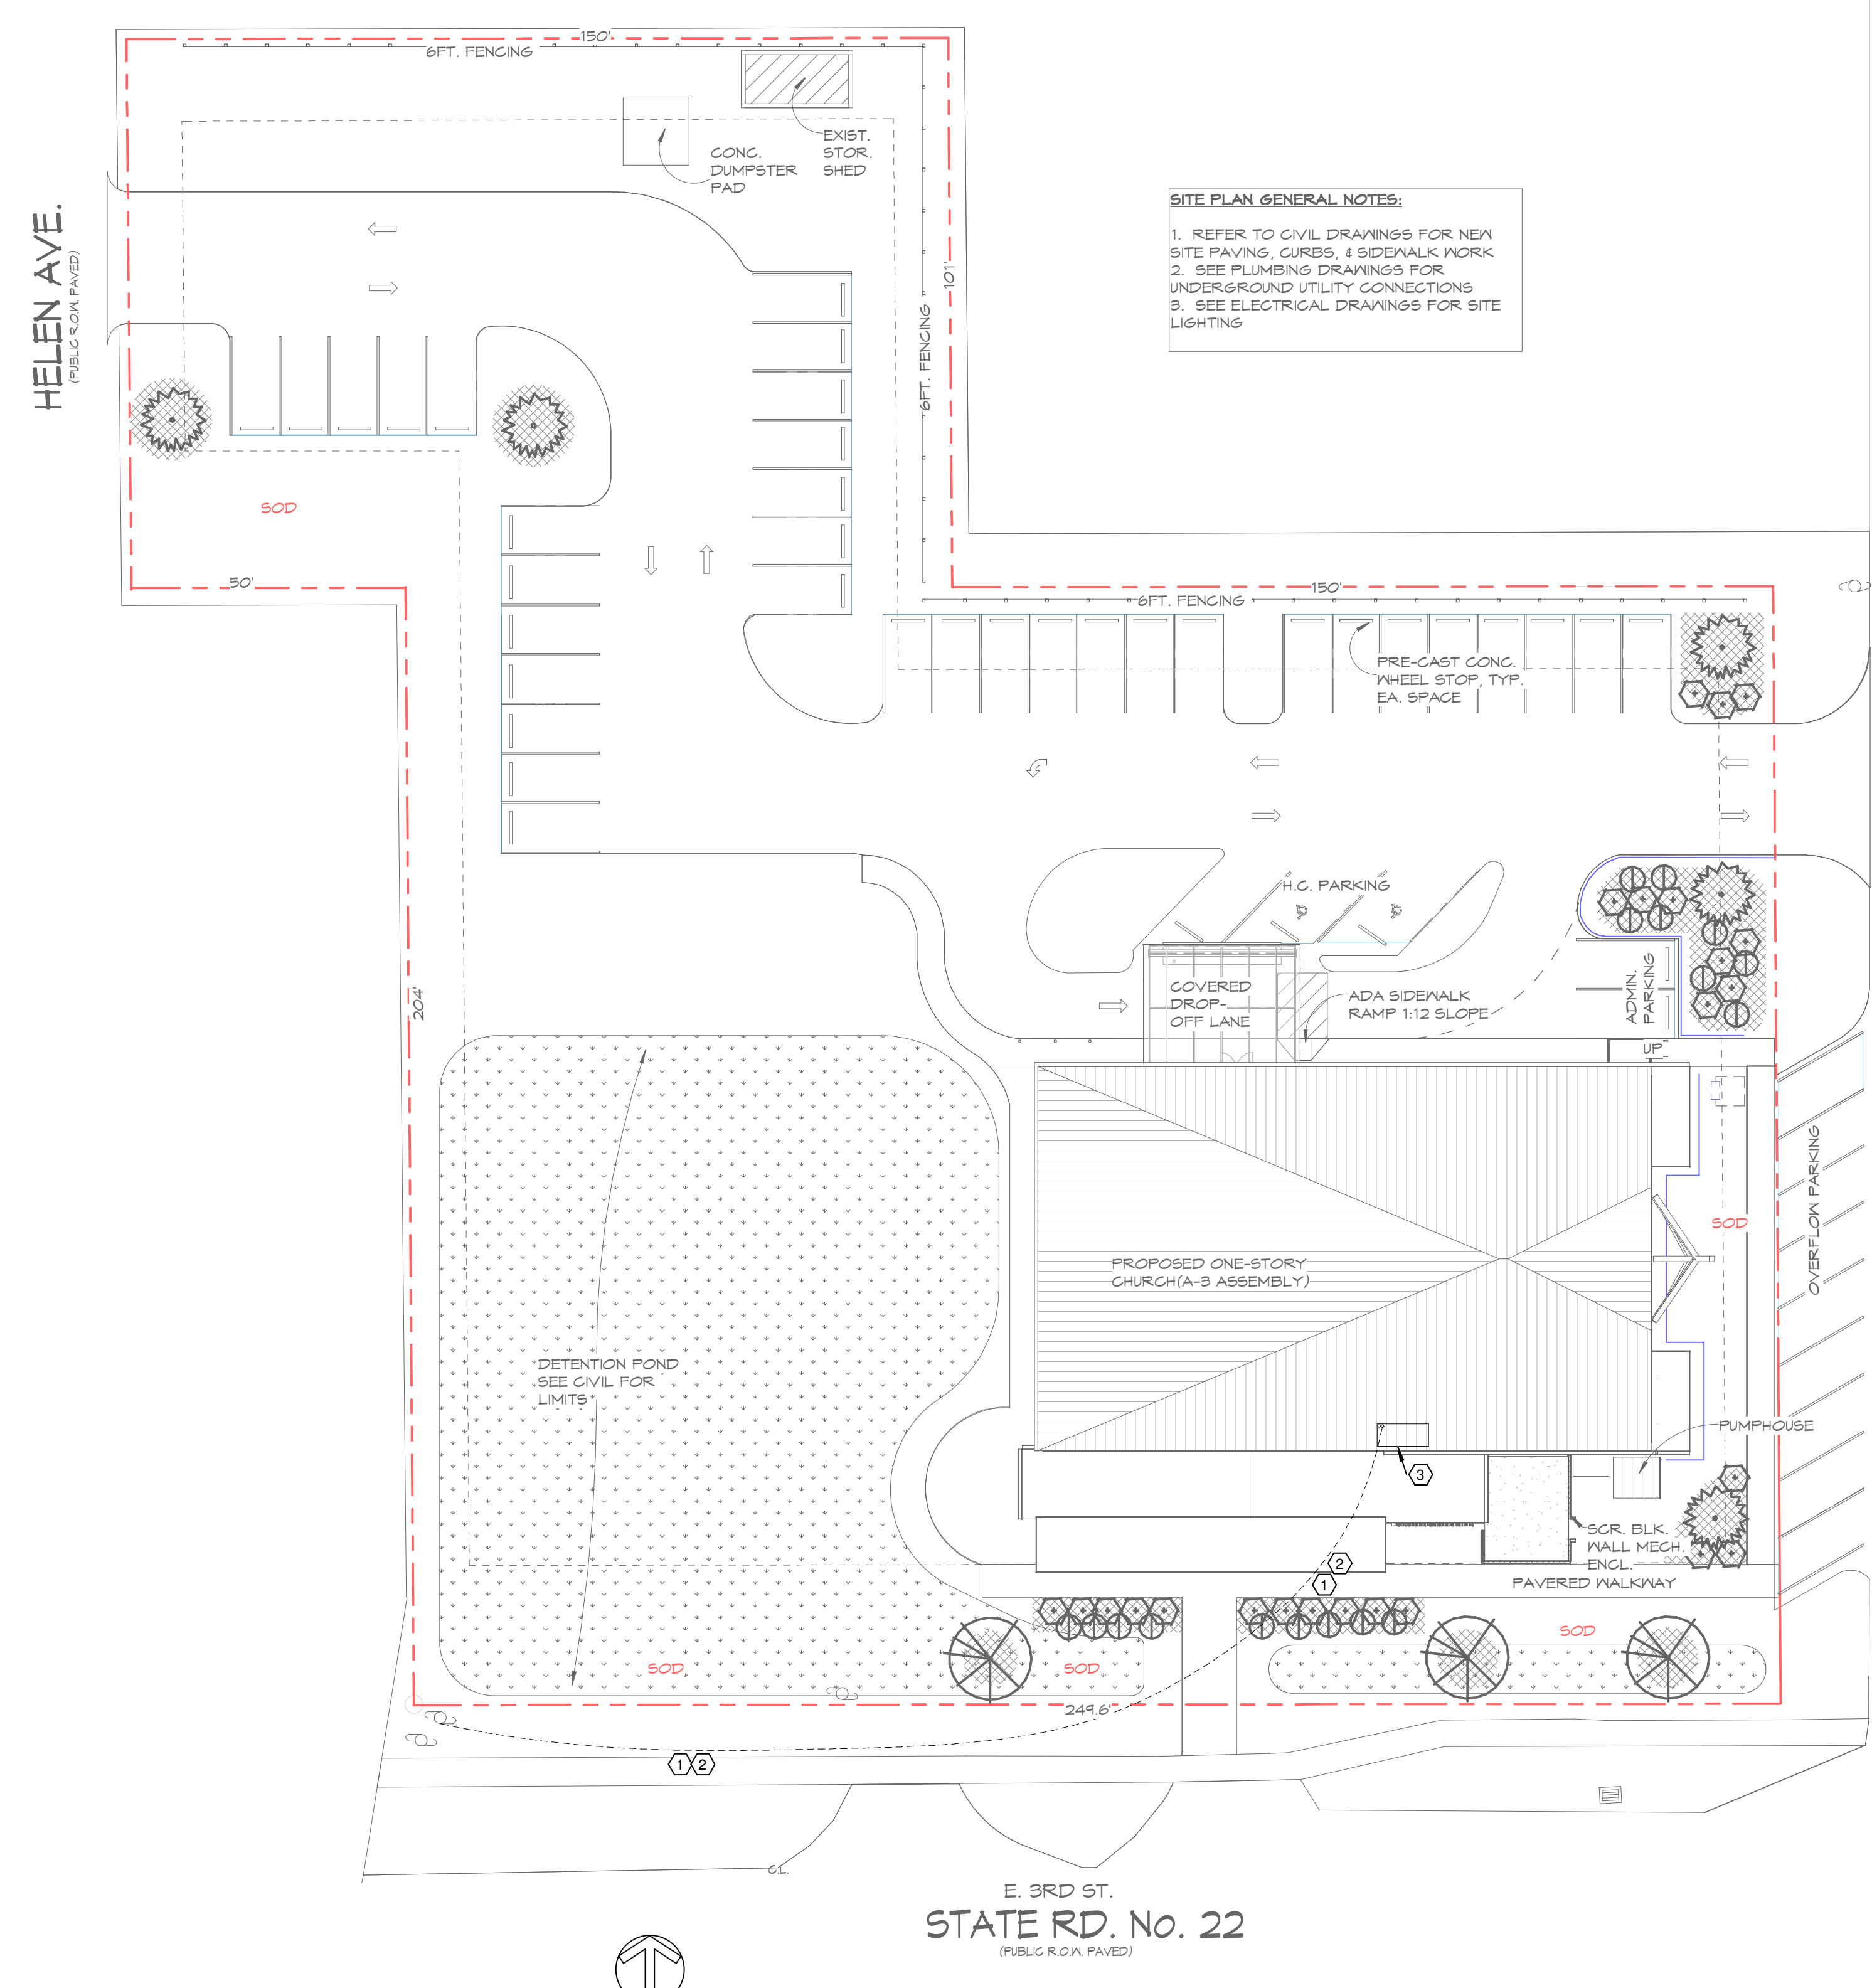 150'
6FT. FENCING
EXIST.
STOR.
SHED
CONC.
DUMPSTER
PAD
HELEN AVE.
(PUBLIC R.O.W. PAVED)
SITE PLAN GENERAL NOTES:
1. REFER TO CIVIL DRAWINGS FOR NEW
SITE PAVING, CURBS, & SIDEWALK WORK
2. SEE PLUMBING DRAWINGS FOR
UNDERGROUND UTILITY CONNECTIONS
3. SEE ELECTRICAL DRAWINGS FOR SITE
LIGHTING
101'
6FT. FENCING
SOD
50'
150'
6FT. FENCING
PRE-CAST CONC.
WHEEL STOP, TYP.
EA. SPACE
H.C. PARKING
204'
COVERED
DROP-
OFF LANE
ADA SIDEWALK
RAMP 1:12 SLOPE
ADMIN.
PARKING
UP
OVERFLOW PARKING
SOD
PROPOSED ONE-STORY
CHURCH(A-3 ASSEMBLY)
DETENTION POND
SEE CIVIL FOR
LIMITS
PUMPHOUSE
3
SCR. BLK.
WALL MECH.
ENCL.
2
1
PAVERED WALKWAY
SOD
SOD
SOD
249.6'
1 2
C.L.
E. 3RD ST.
STATE RD. No. 22
(PUBLIC R.O.W. PAVED)